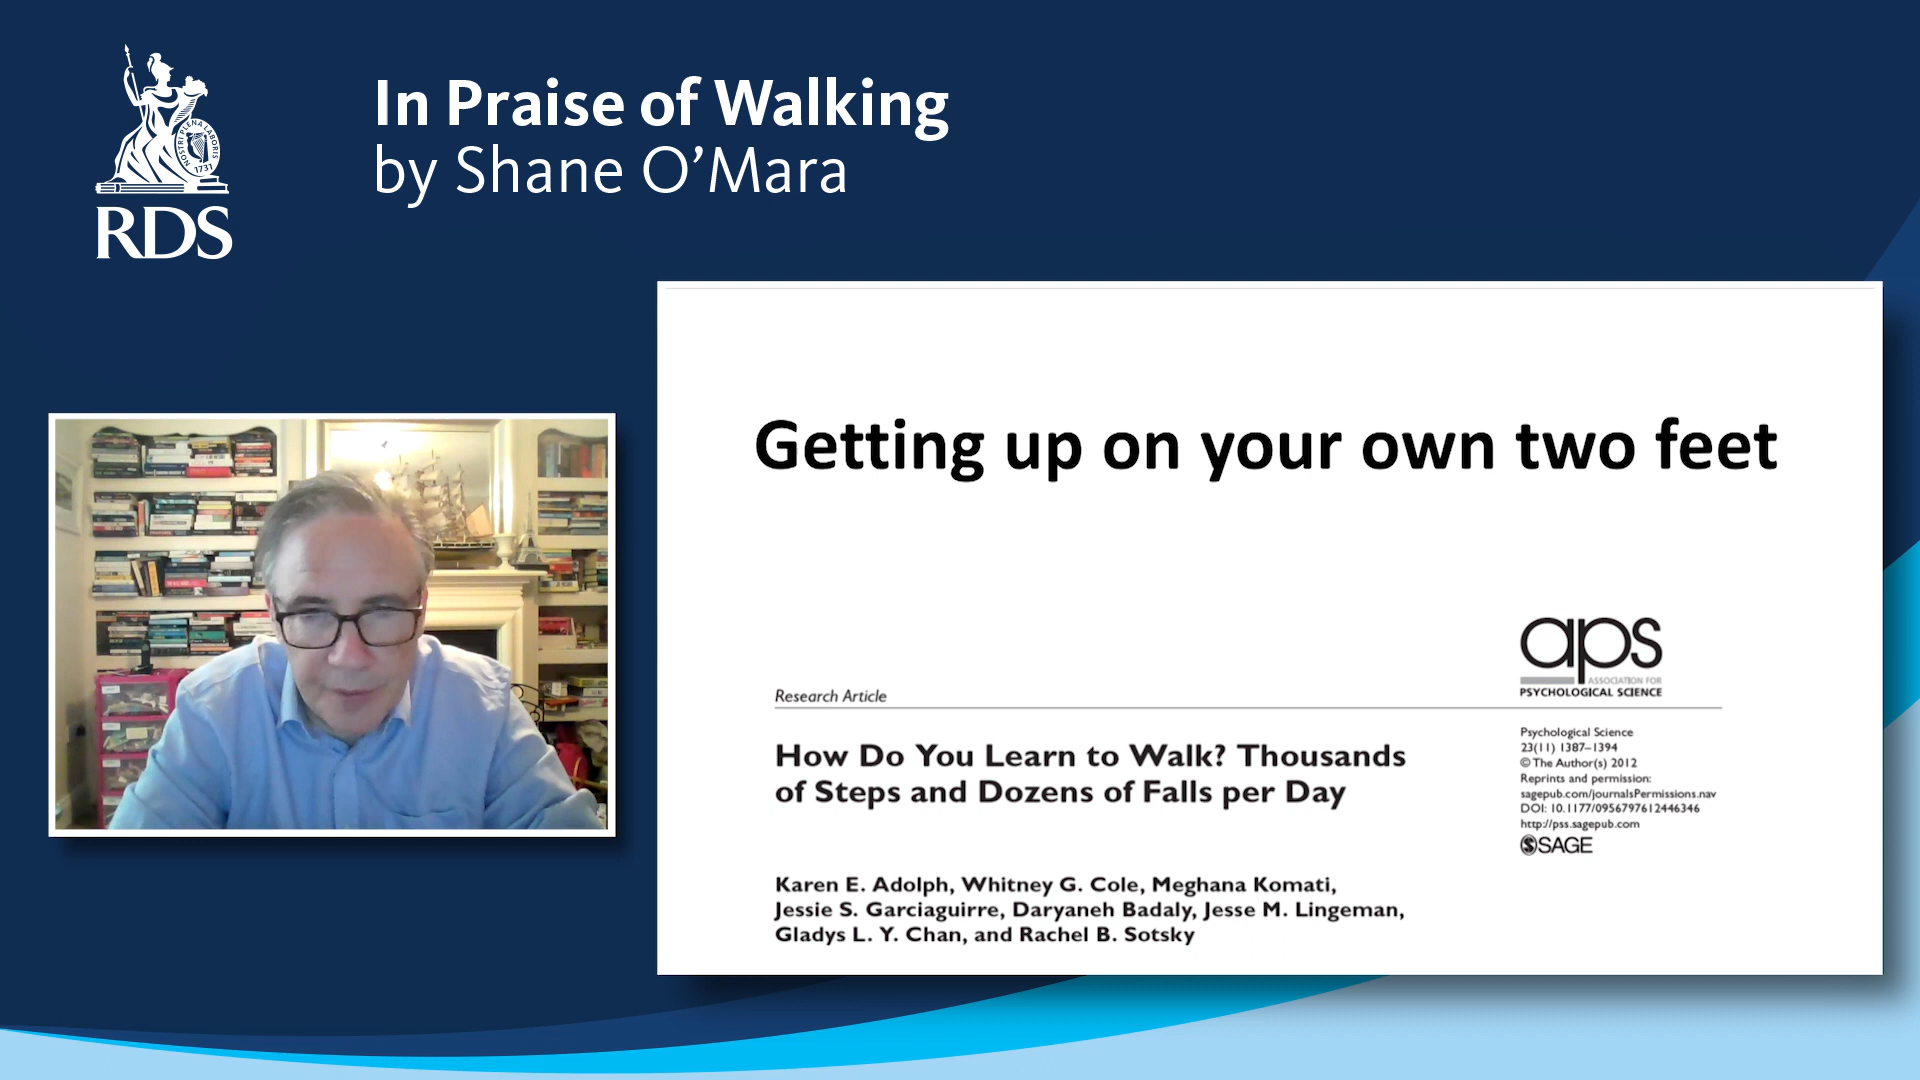 NOSTRI PLENA LABORIS
1731
RDS
In Praise of Walking
by Shane O’Mara
Getting up on your own two feet
aps
ASSOCIATION FOR
PSYCHOLOGICAL SCIENCE
Research Article
How Do You Learn to Walk? Thousands
of Steps and Dozens of Falls per Day
Psychological Science
23(11) 1387–1394
© The Author(s) 2012
Reprints and permission:
sagepub.com/journalsPermissions.nav
DOI: 10.1177/0956797612446346
http://pss.sagepub.com
SAGE
Karen E. Adolph, Whitney G. Cole, Meghana Komati,
Jessie S. Garciaguirre, Daryaneh Badaly, Jesse M. Lingeman,
Gladys L. Y. Chan, and Rachel B. Sotsky